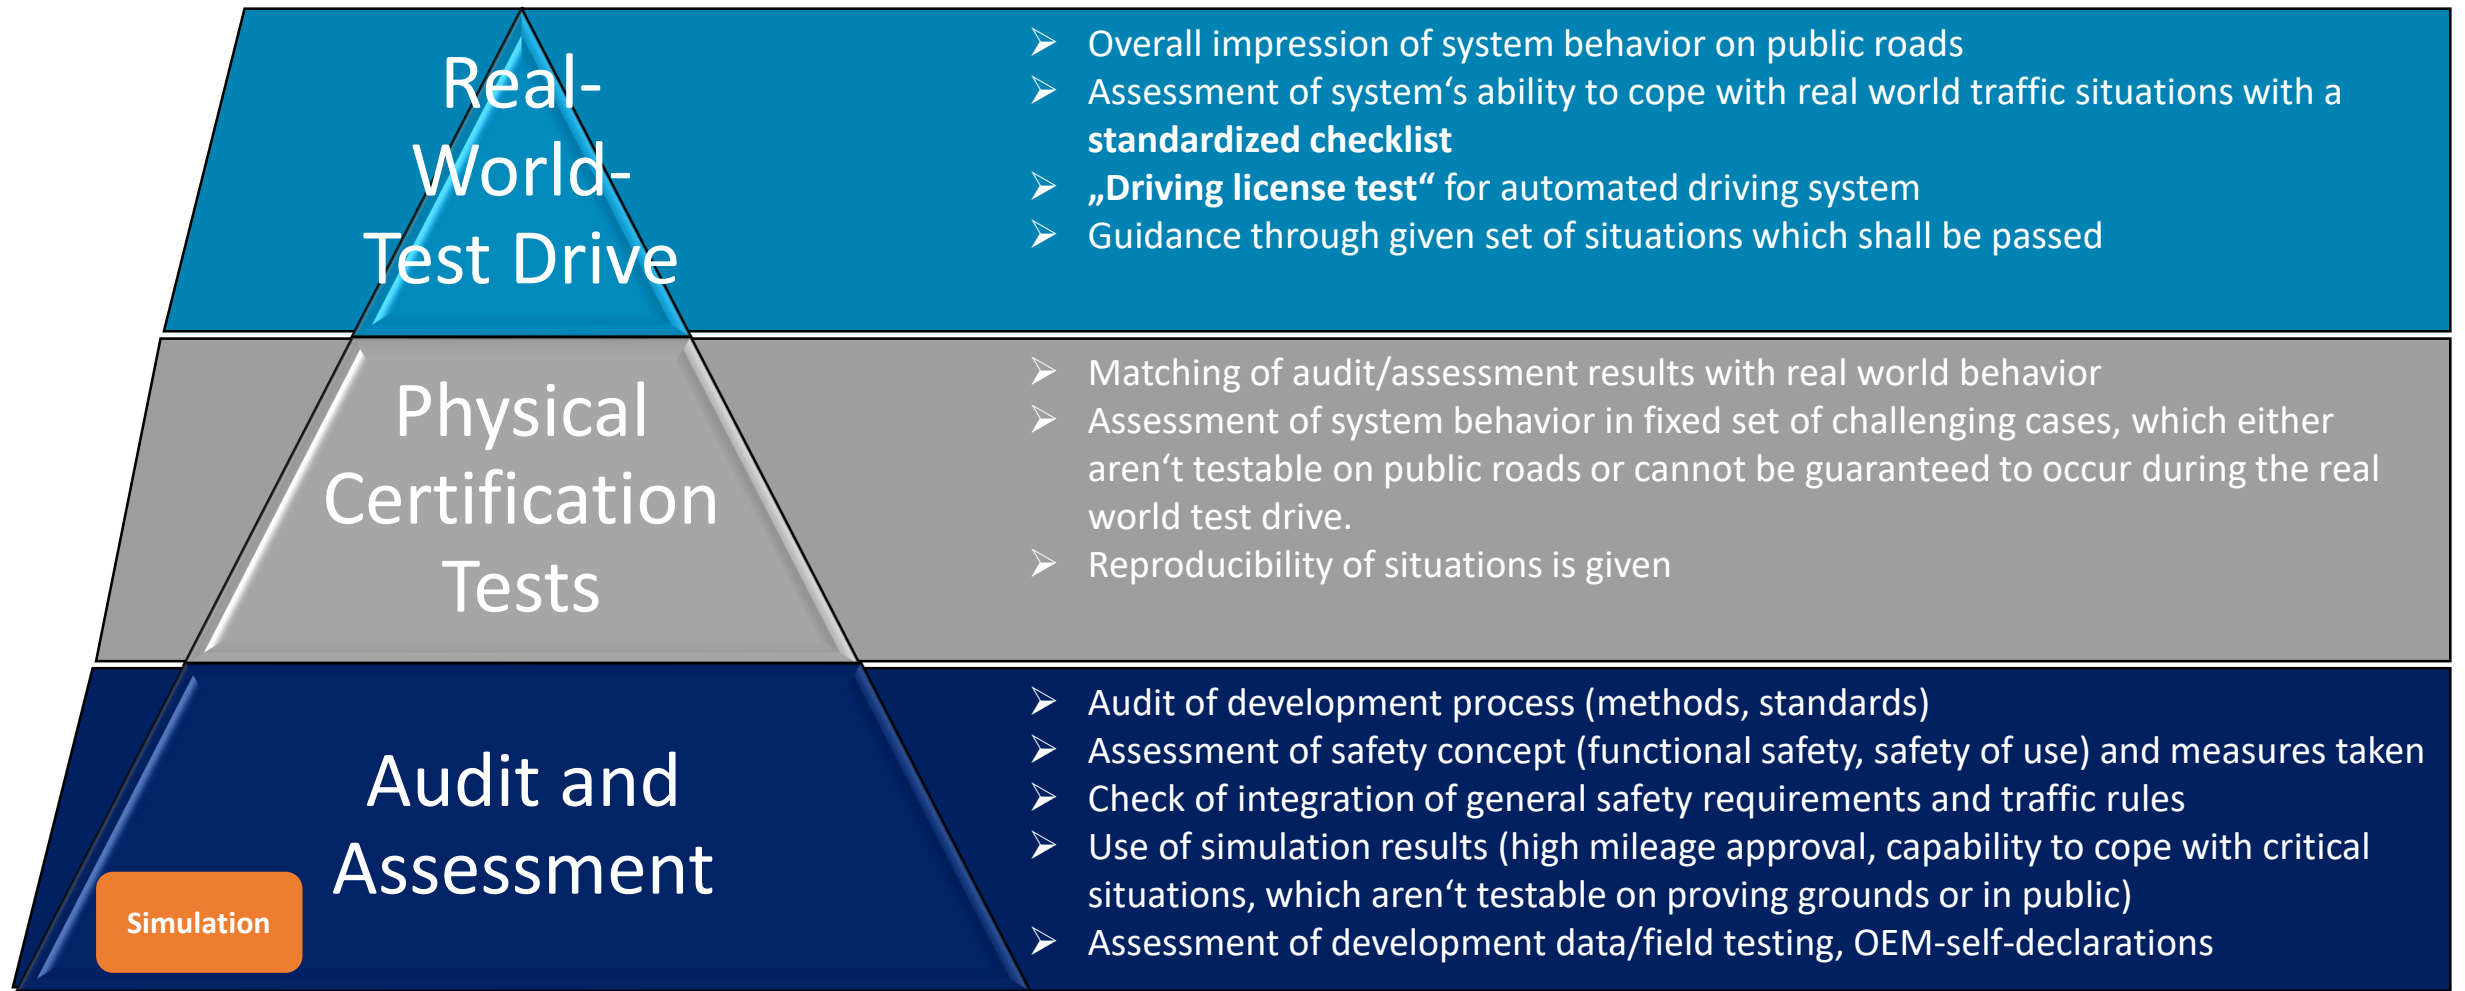 Real-
World-
Test Drive
➢ Overall impression of system behavior on public roads
➢ Assessment of system‘s ability to cope with real world traffic situations with a
standardized checklist
➢ „Driving license test“ for automated driving system
➢ Guidance through given set of situations which shall be passed
Physical
Certification
Tests
➢ Matching of audit/assessment results with real world behavior
➢ Assessment of system behavior in fixed set of challenging cases, which either
aren‘t testable on public roads or cannot be guaranteed to occur during the real
world test drive.
➢ Reproducibility of situations is given
Audit and
Assessment
Simulation
➢ Audit of development process (methods, standards)
➢ Assessment of safety concept (functional safety, safety of use) and measures taken
➢ Check of integration of general safety requirements and traffic rules
➢ Use of simulation results (high mileage approval, capability to cope with critical
situations, which aren‘t testable on proving grounds or in public)
➢ Assessment of development data/field testing, OEM-self-declarations